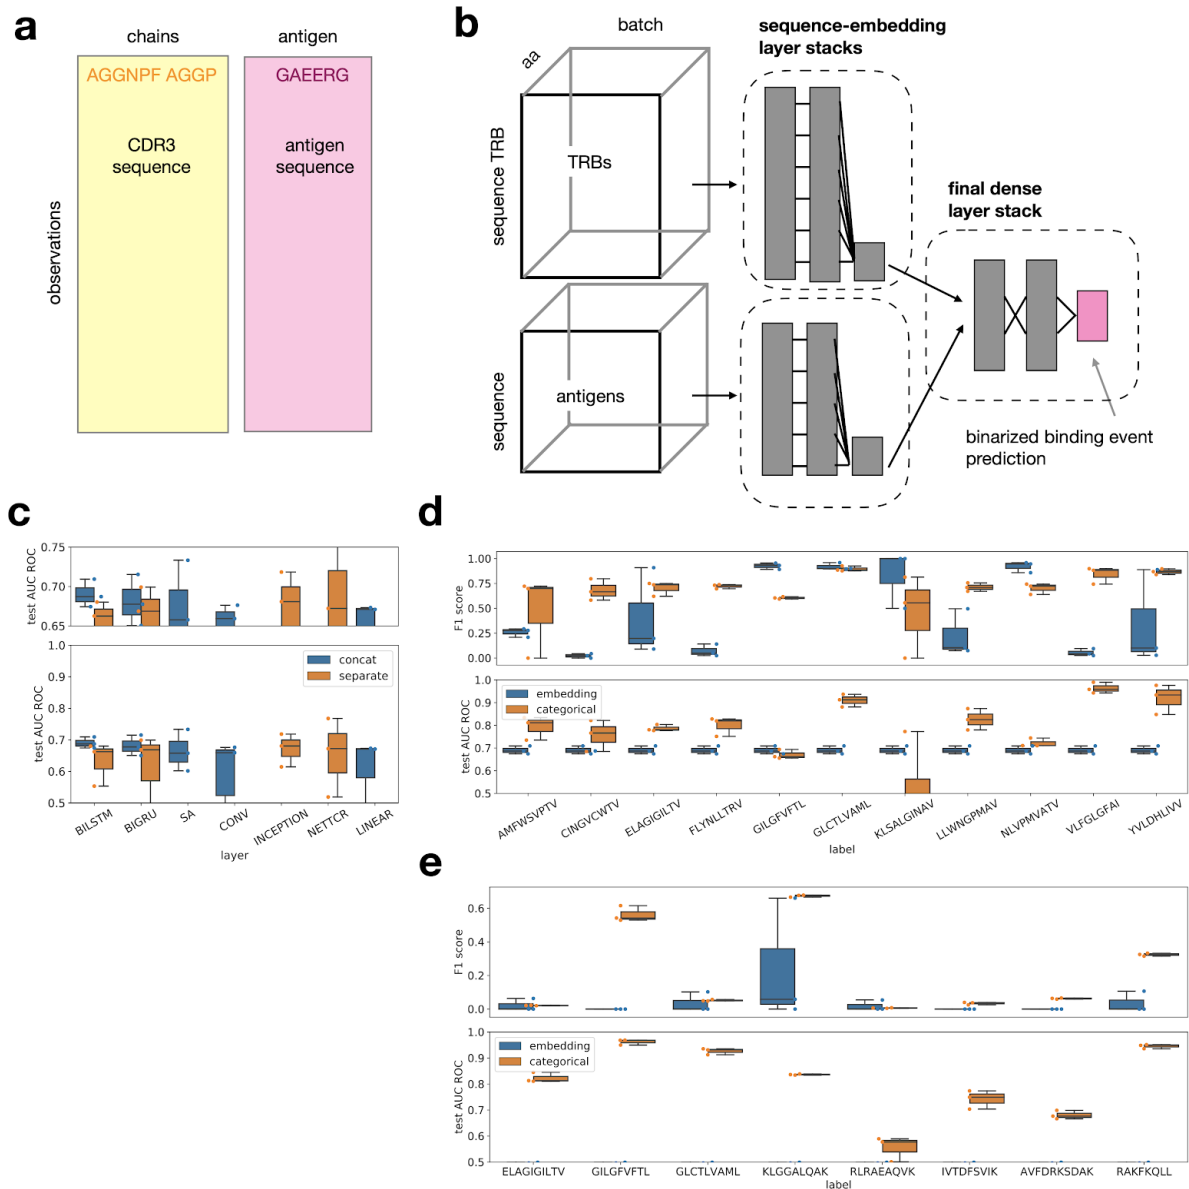 a
chains
antigen
AGGNPF AGGP
GAEERG
CDR3
sequence
antigen
sequence
observations
b
batch
aa
sequence TRB
TRBs
sequence
antigens
sequence-embedding
layer stacks
final dense
layer stack
binarized binding event
prediction
c
0.75
0.70
0.65
test AUC ROC
1.0
0.9
0.8
0.7
0.6
0.5
test AUC ROC
concat
separate
BILSTM
BIGRU
SA
CONV
INCEPTION
NETTCR
LINEAR
layer
d
1.00
0.75
0.50
0.25
0.00
F1 score
1.0
0.9
0.8
0.7
0.6
0.5
test AUC ROC
embedding
categorical
AMFWSVPTV
CINGVCWTV
ELAGIGILTV
FLYNLLTRV
GILGFVFTL
GLCTLVAML
KLSALGINAV
LLWNGPMAV
NLVPMVATV
VLFGLGFAI
YVLDHLIVV
label
e
0.6
0.4
0.2
0.0
F1 score
1.0
0.9
0.8
0.7
0.6
0.5
test AUC ROC
embedding
categorical
ELAGIGILTV
GILGFVFTL
GLCTLVAML
KLGGALQAK
RLRAEAQVK
IVTDFSVIK
AVFDRKSDAK
RAKFKQLL
label